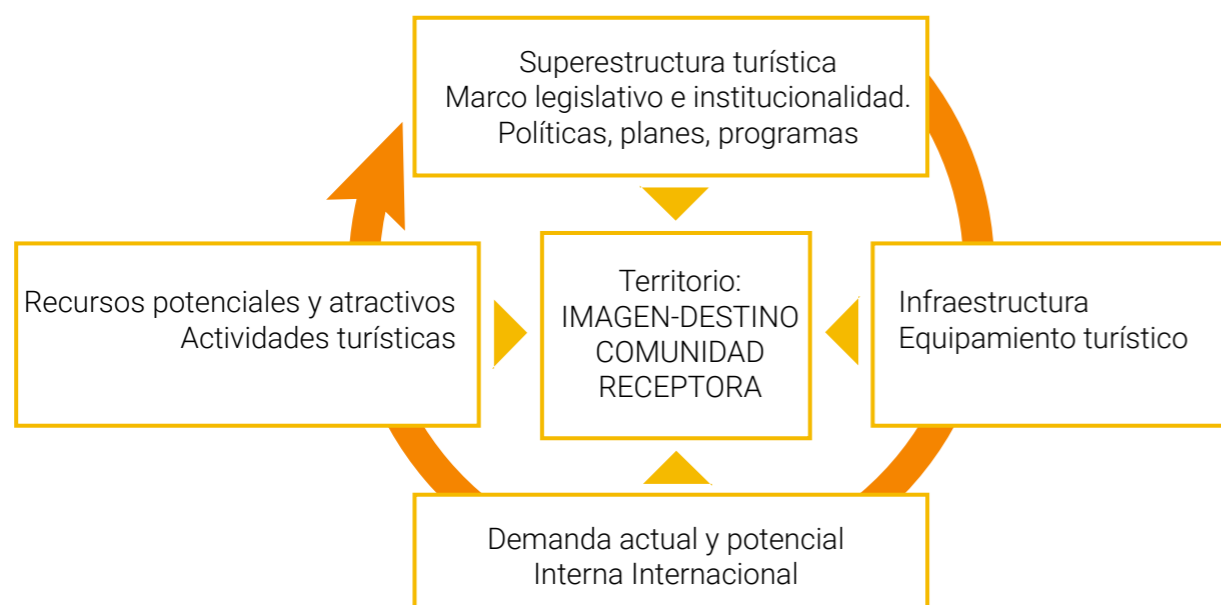 Superestructura turística
Marco legislativo e institucionalidad.
Políticas, planes, programas
Recursos potenciales y atractivos
Actividades turísticas
Territorio:
IMAGEN-DESTINO
COMUNIDAD
RECEPTORA
Infraestructura
Equipamiento turístico
Demanda actual y potencial
Interna Internacional